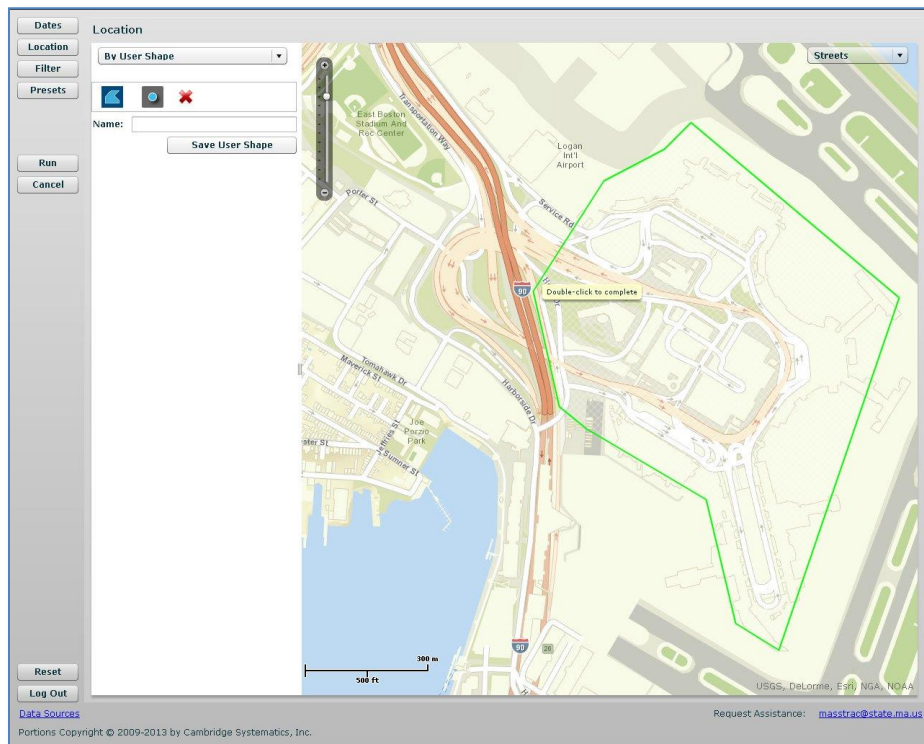 Dates
Location
Filter
Presets
Run
Cancel
Reset
Log Out
Location
By User Shape
Name:
Save User Shape
Streets
East Boston
Stadium And
Rec Center
Transportation Way
Logan
Int'l
Airport
Porter St
Service Rd
90
Double-click to complete
Tomahawk Dr
Maverick St
Harborside Dr
Joe
Porzio
Park
Jeffries St
Sumner St
90
26
300 m
500 ft
USGS, DeLorme, Esri, NGA, NOAA
Data Sources
Request Assistance: masstrac@state.ma.us
Portions Copyright © 2009-2013 by Cambridge Systematics, Inc.